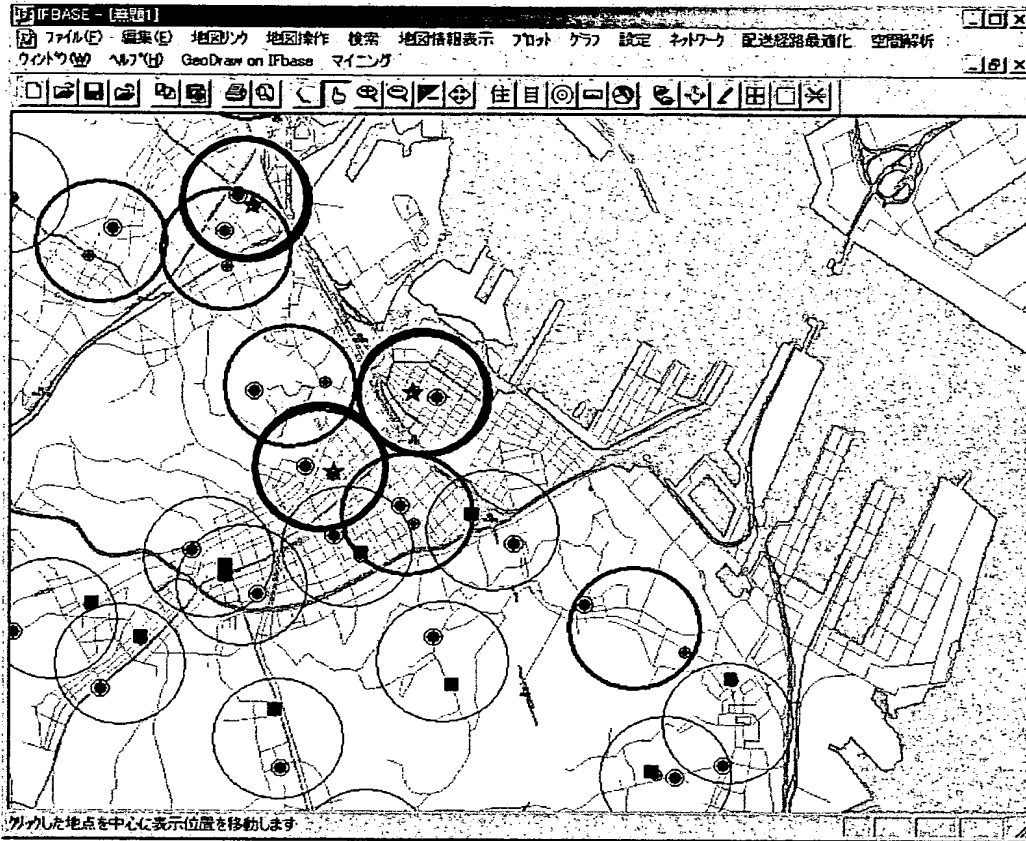 IFBASE - [無題1]
ファイル(F) 編集(E) 地図リンク 地図操作 検索 地図情報表示 プロット グラフ 設定 ネットワーク 配送経路最適化 空間解析
ウィンドウ(W) ヘルプ(H) GeoDraw on IFbase マイニング
住 目
クリックした地点を中心に表示位置を移動します